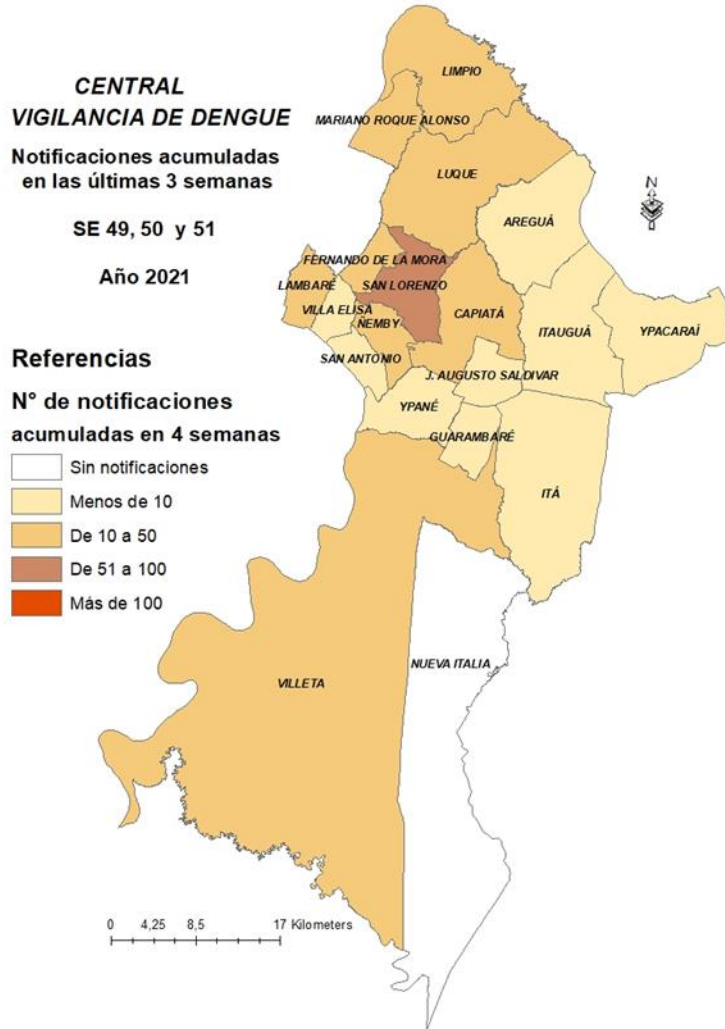 CENTRAL
VIGILANCIA DE DENGUE
Notificaciones acumuladas
en las últimas 3 semanas
SE 49, 50 y 51
Año 2021
Referencias
N° de notificaciones
acumuladas en 4 semanas
Sin notificaciones
Menos de 10
De 10 a 50
De 51 a 100
Más de 100
LIMPIO
MARIANO ROQUE ALONSO
LUQUE
N
AREGUÁ
FERNANDO DE LA MORA
LAMBARÉ
SAN LORENZO
VILLA ELISA
ÑEMBY
CAPIATÁ
ITAUGUÁ
YPACARAÍ
SAN ANTONIO
J. AUGUSTO SALDIVAR
YPANÉ
GUARAMBARÉ
ITÁ
NUEVA ITALIA
VILLETA
0 4,25 8,5 17 Kilometers